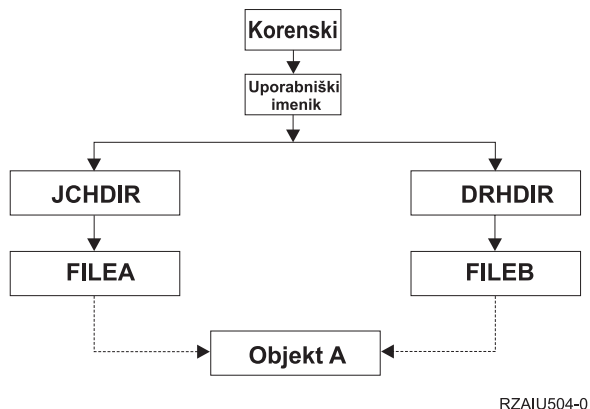 Korenski
Uporabniški
imenik
JCHDIR
DRHDIR
FILEA
FILEB
Objekt A
RZAIU504-0